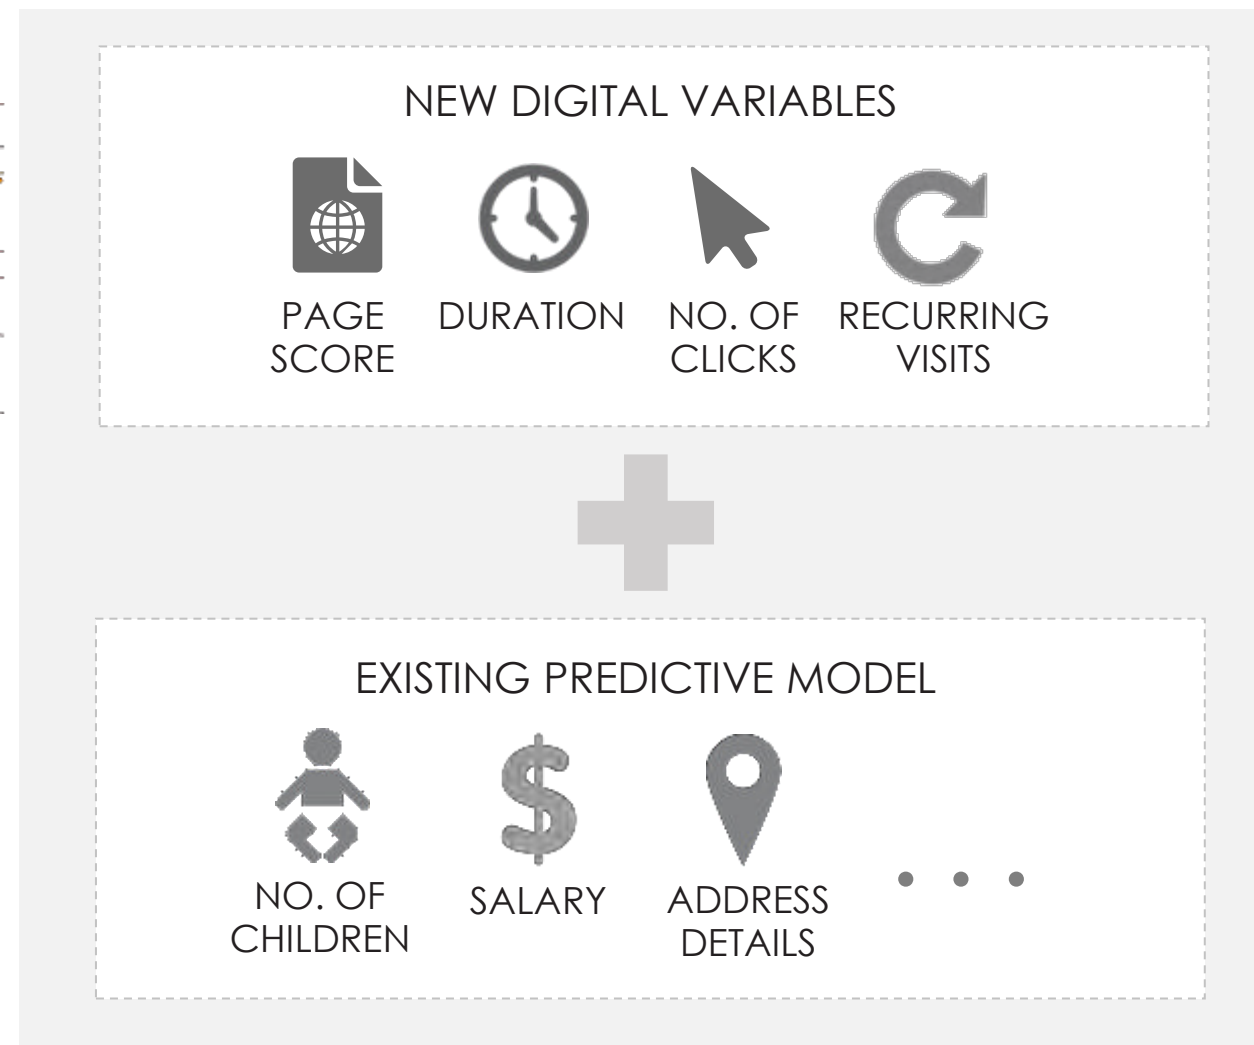 NEW DIGITAL VARIABLES
PAGE
SCORE
DURATION
NO. OF
CLICKS
RECURRING
VISITS
EXISTING PREDICTIVE MODEL
NO. OF
CHILDREN
SALARY
ADDRESS
DETAILS
. . .